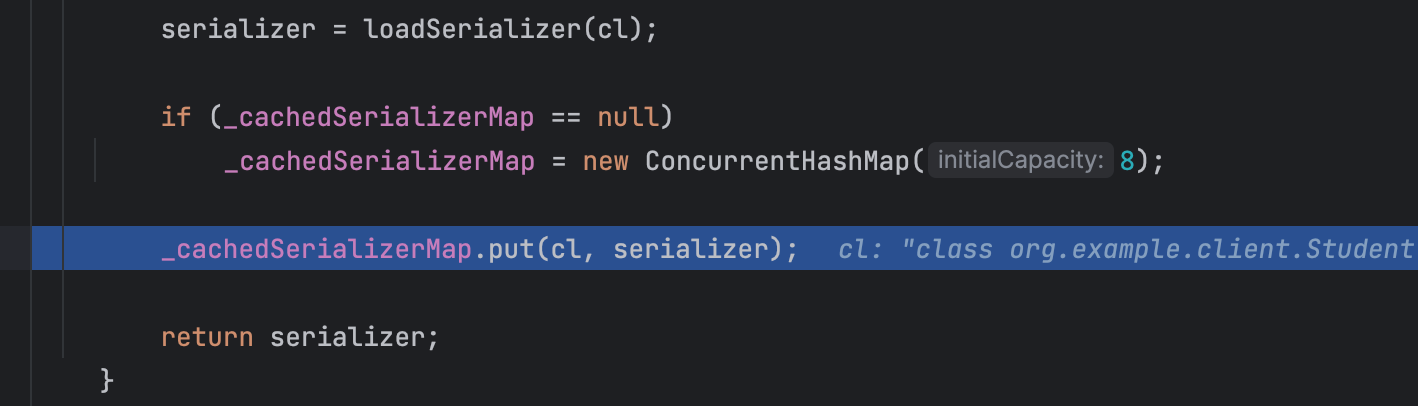 serializer = loadSerializer(cl);
if (_cachedSerializerMap == null)
_cachedSerializerMap = new ConcurrentHashMap( initialCapacity: 8);
_cachedSerializerMap.put(cl, serializer); cl: "class org.example.client.Student
return serializer;
}